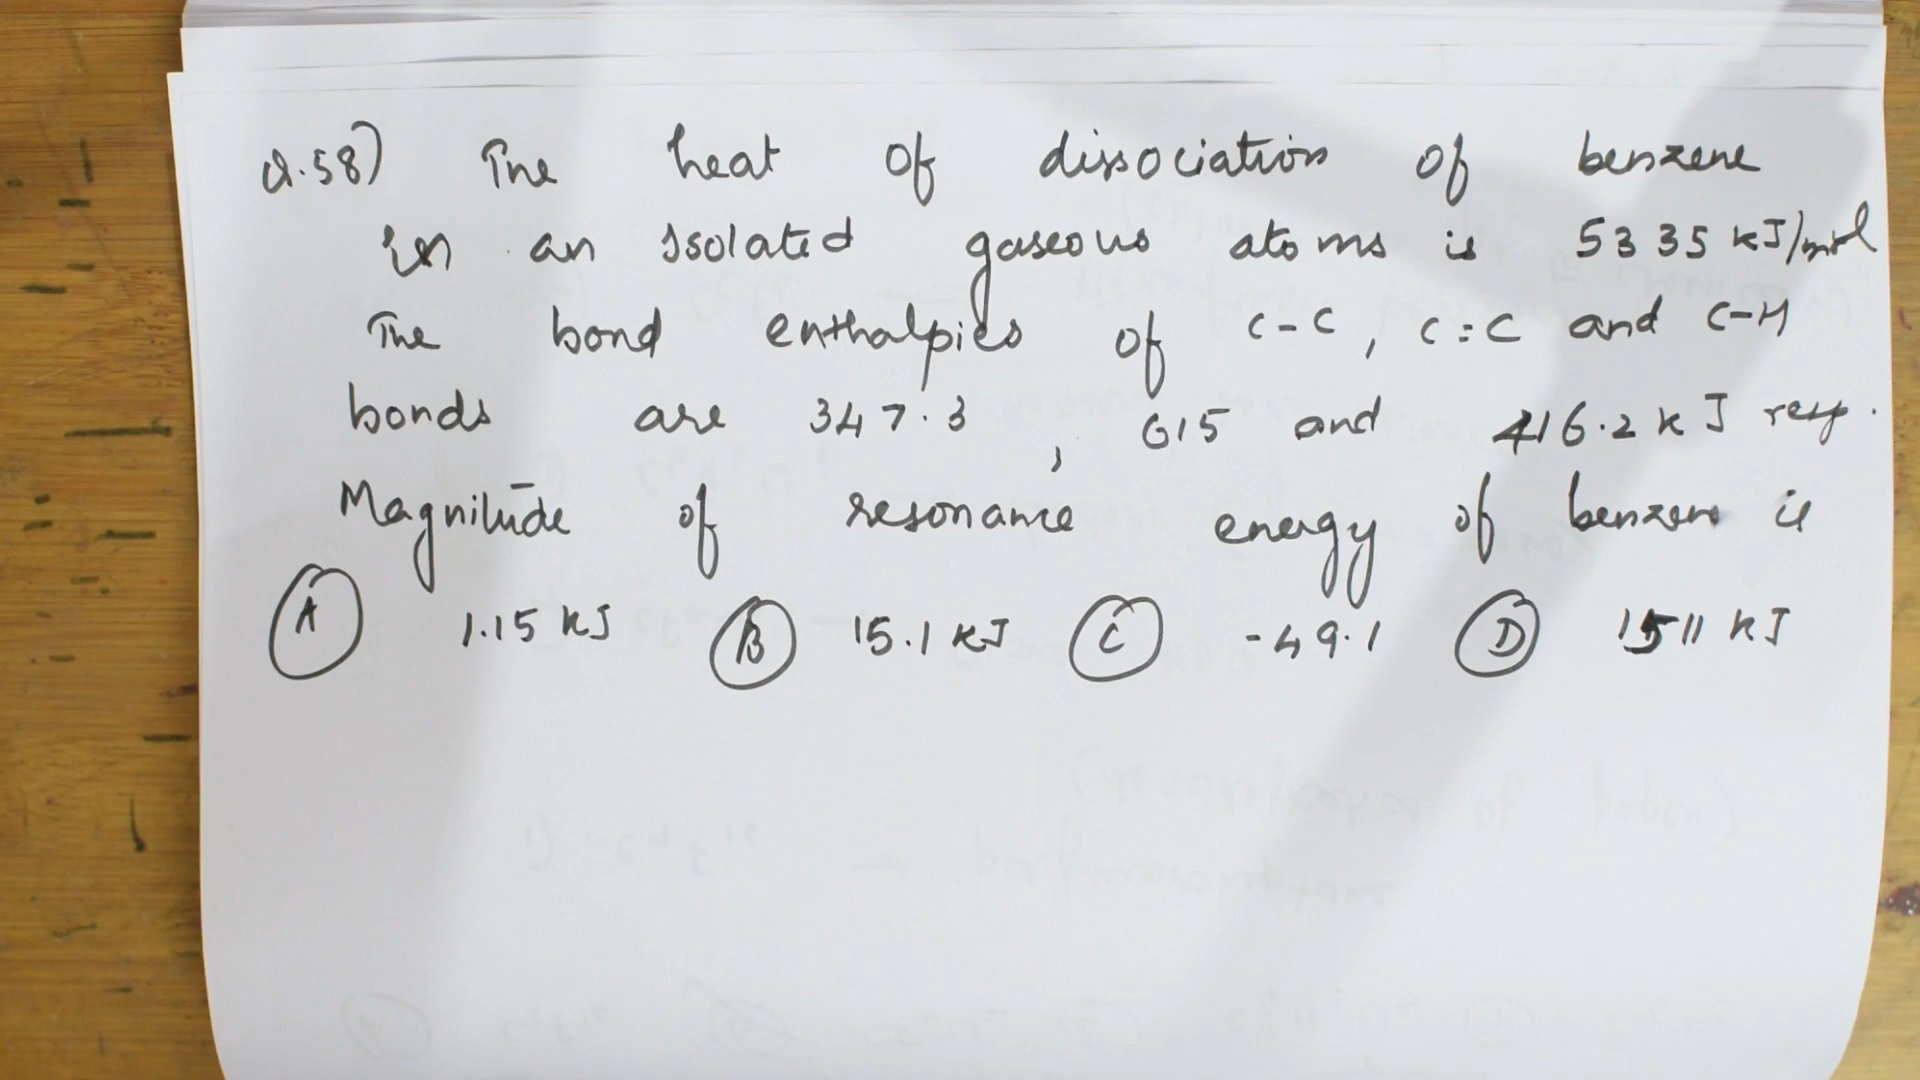 Q.58) The heat of dissociation of benzene
in an isolated gaseous atoms is 5335 kJ/mol
The bond enthalpies of C-C, C=C and C-H
bonds are 347.3, 615 and 416.2 kJ resp.
Magnitude of resonance energy of benzene is
(A) 1.15 kJ (B) 15.1 kJ (C) -49.1 (D) 1511 kJ